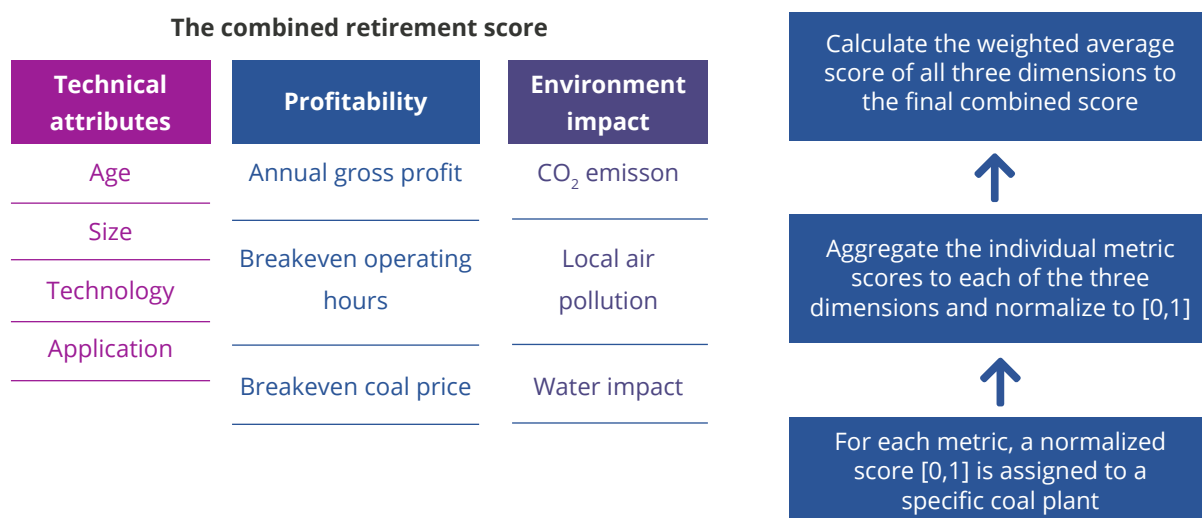 The combined retirement score
Technical
attributes
Age
Size
Technology
Application
Profitability
Annual gross profit
Breakeven operating
hours
Breakeven coal price
Environment
impact
CO₂ emisson
Local air
pollution
Water impact
Calculate the weighted average
score of all three dimensions to
the final combined score
Aggregate the individual metric
scores to each of the three
dimensions and normalize to [0,1]
For each metric, a normalized
score [0,1] is assigned to a
specific coal plant